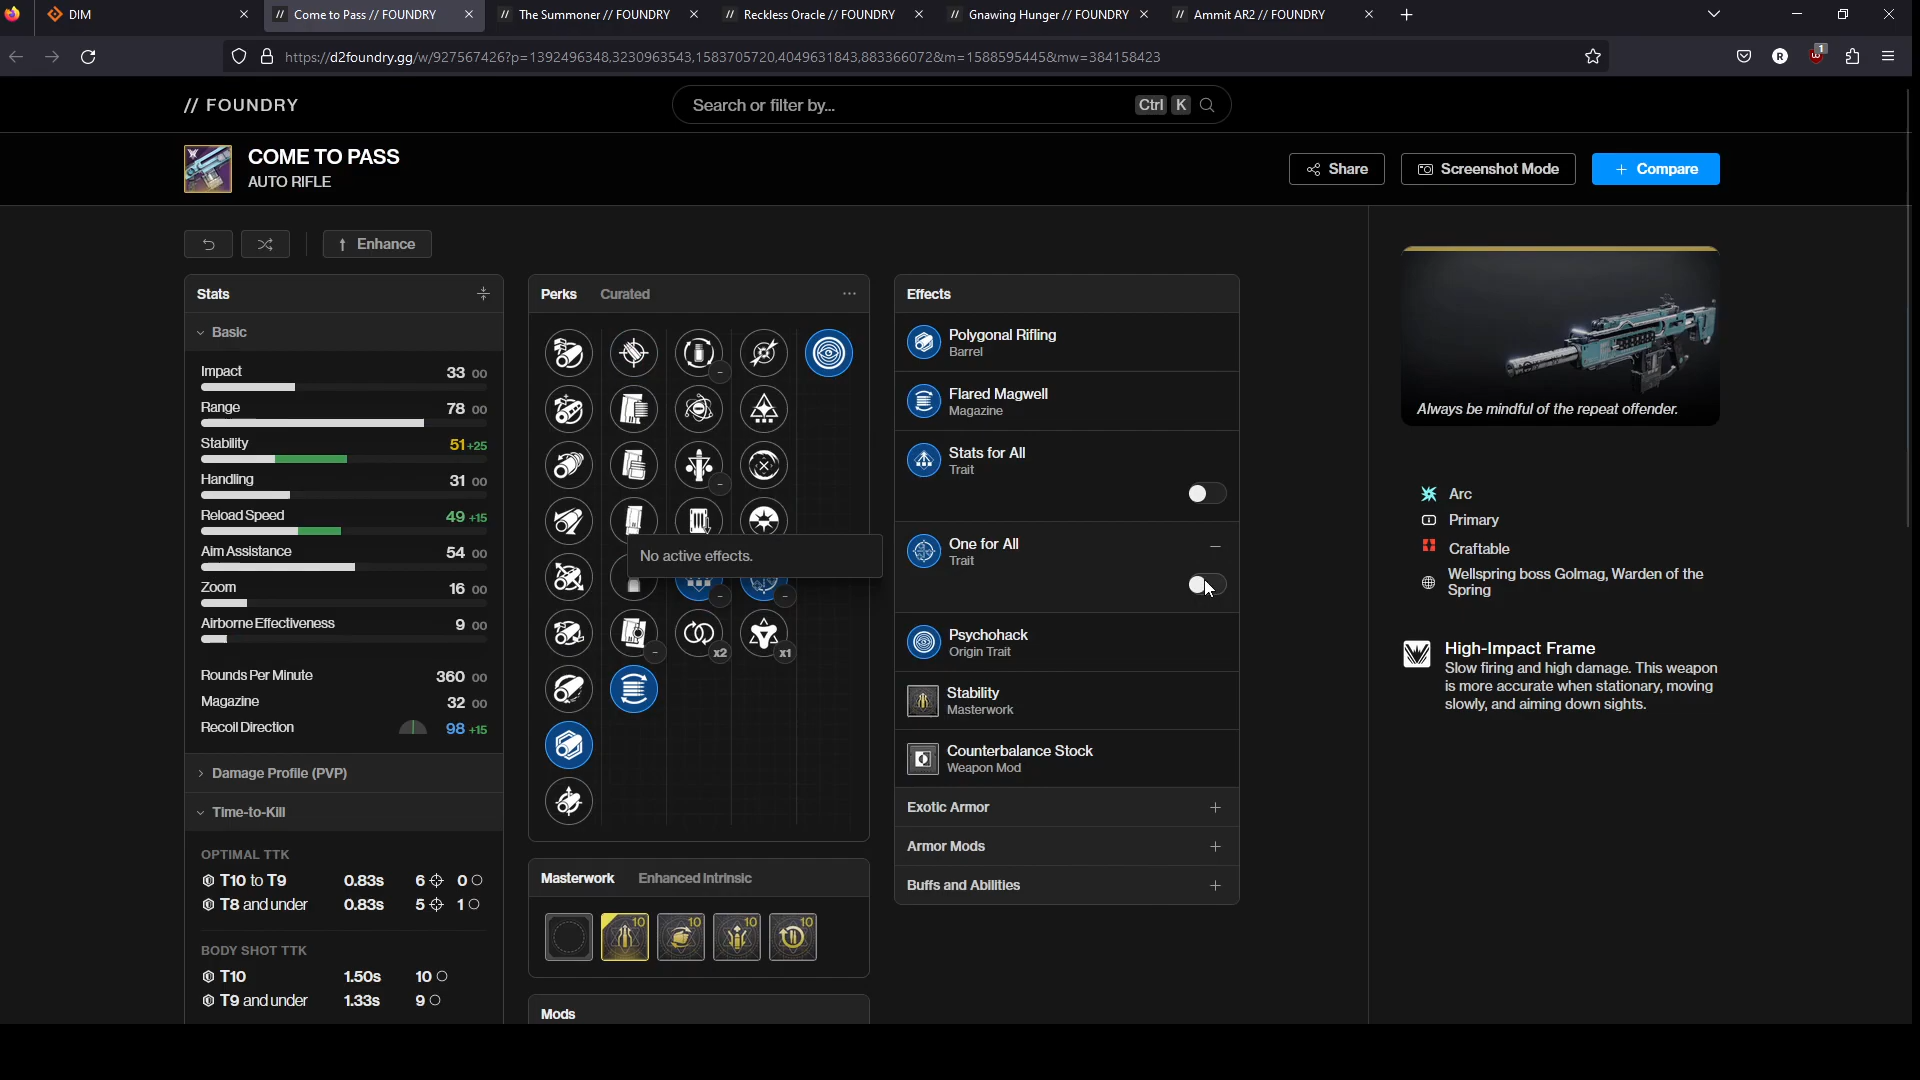 DIM
// Come to Pass // FOUNDRY
// The Summoner // FOUNDRY
// Reckless Oracle // FOUNDRY
// Gnawing Hunger // FOUNDRY
// Ammit AR2 // FOUNDRY
https://d2foundry.gg/w/927567426?p=1392496348,3230963543,1583705720,4049631843,883366072&m=1588595445&mw=384158423
R
1
// FOUNDRY
Search or filter by...
Ctrl K
COME TO PASS
AUTO RIFLE
Share
Screenshot Mode
+ Compare
Enhance
Stats
Basic
Impact 33 00
Range 78 00
Stability 51 +25
Handling 31 00
Reload Speed 49 +15
Aim Assistance 54 00
Zoom 16 00
Airborne Effectiveness 9 00
Rounds Per Minute 360 00
Magazine 32 00
Recoil Direction 98 +15
Damage Profile (PVP)
Time-to-Kill
OPTIMAL TTK
T10 to T9 0.83s 6 0
T8 and under 0.83s 5 1
BODY SHOT TTK
T10 1.50s 10
T9 and under 1.33s 9
Perks Curated
No active effects.
x2
x1
Masterwork Enhanced Intrinsic
10
10
10
10
Mods
Effects
Polygonal Rifling
Barrel
Flared Magwell
Magazine
Stats for All
Trait
One for All
Trait
Psychohack
Origin Trait
Stability
Masterwork
Counterbalance Stock
Weapon Mod
Exotic Armor +
Armor Mods +
Buffs and Abilities +
Always be mindful of the repeat offender.
Arc
Primary
Craftable
Wellspring boss Golmag, Warden of the
Spring
High-Impact Frame
Slow firing and high damage. This weapon
is more accurate when stationary, moving
slowly, and aiming down sights.